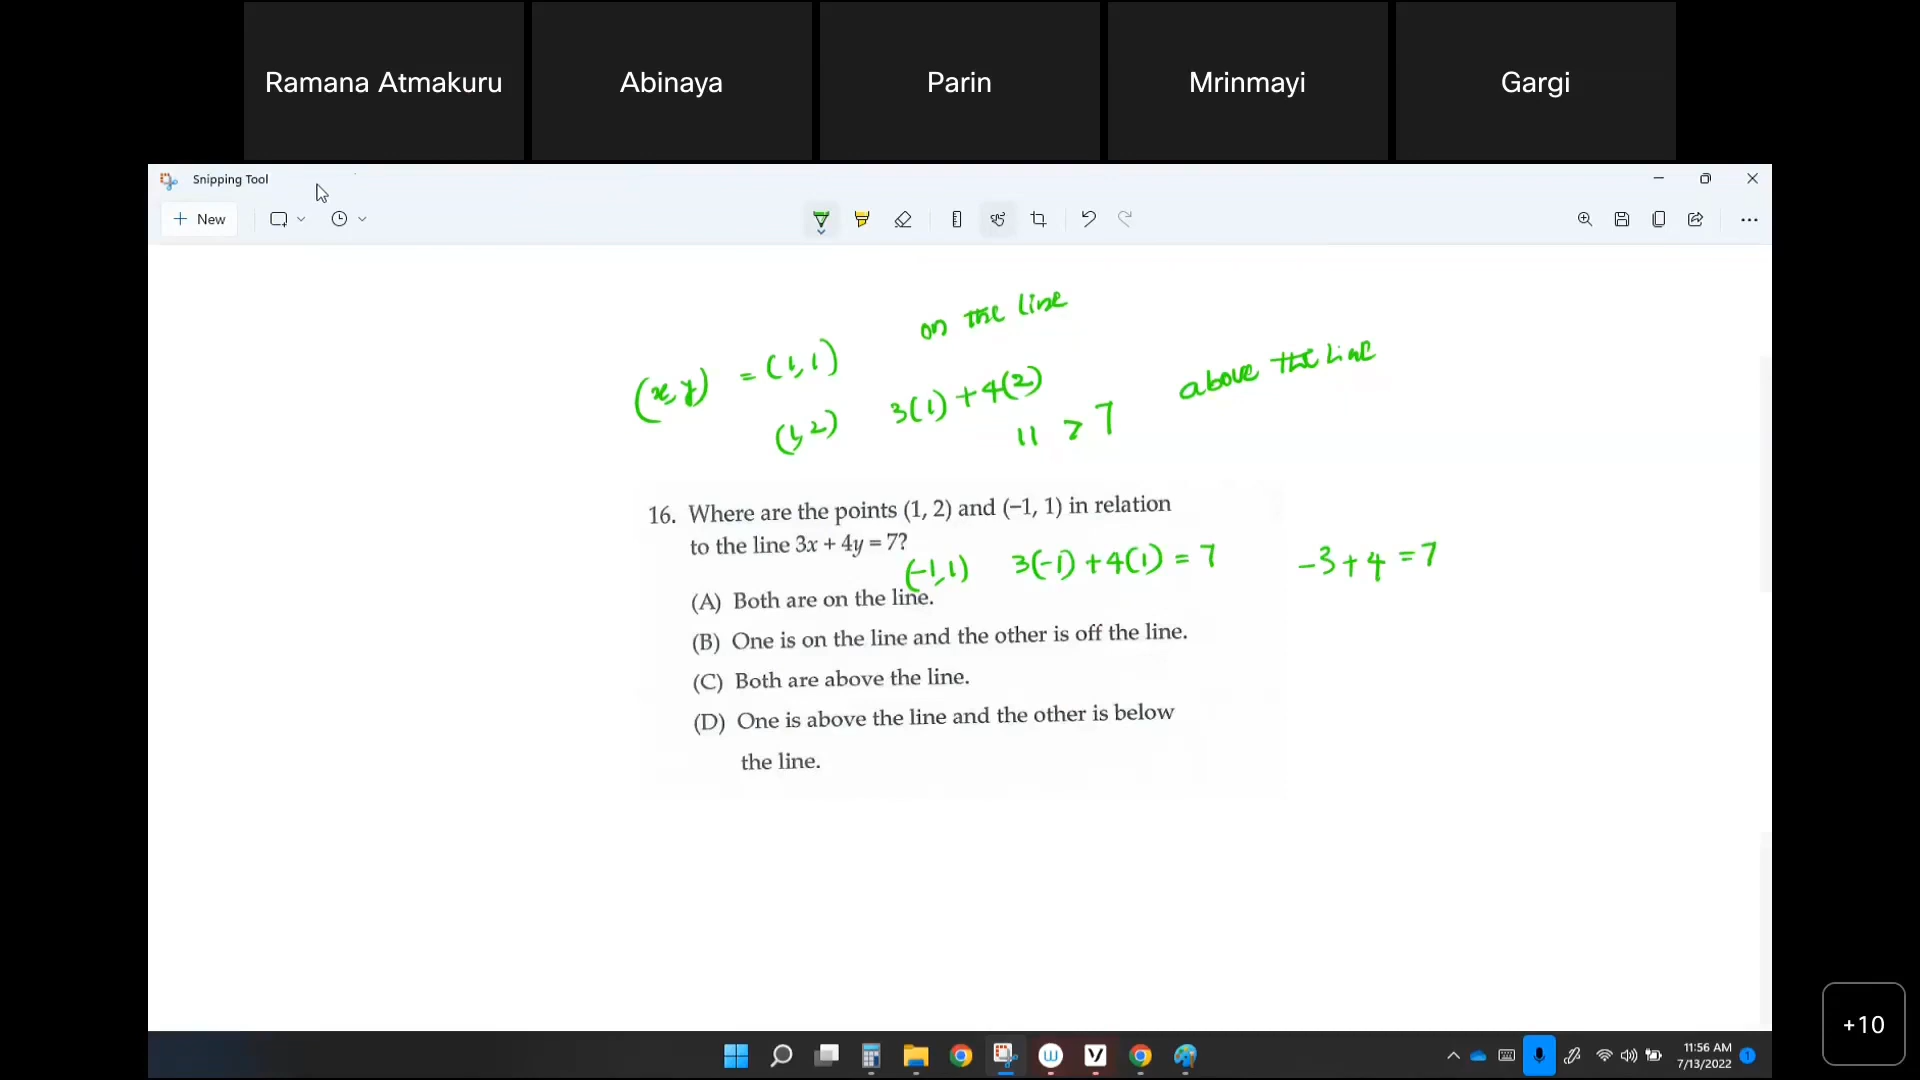 Ramana Atmakuru
Abinaya
Parin
Mrinmayi
Gargi
Snipping Tool
New
on the line
(x, y) = (1, 1)
above the line
(1, 2) 3(1) + 4(2)
11 > 7
16. Where are the points (1, 2) and (−1, 1) in relation
to the line 3x + 4y = 7?
(-1, 1) 3(-1) + 4(1) = 7 -3 + 4 = 7
(A) Both are on the line.
(B) One is on the line and the other is off the line.
(C) Both are above the line.
(D) One is above the line and the other is below
the line.
+10
11:56 AM
7/13/2022
1